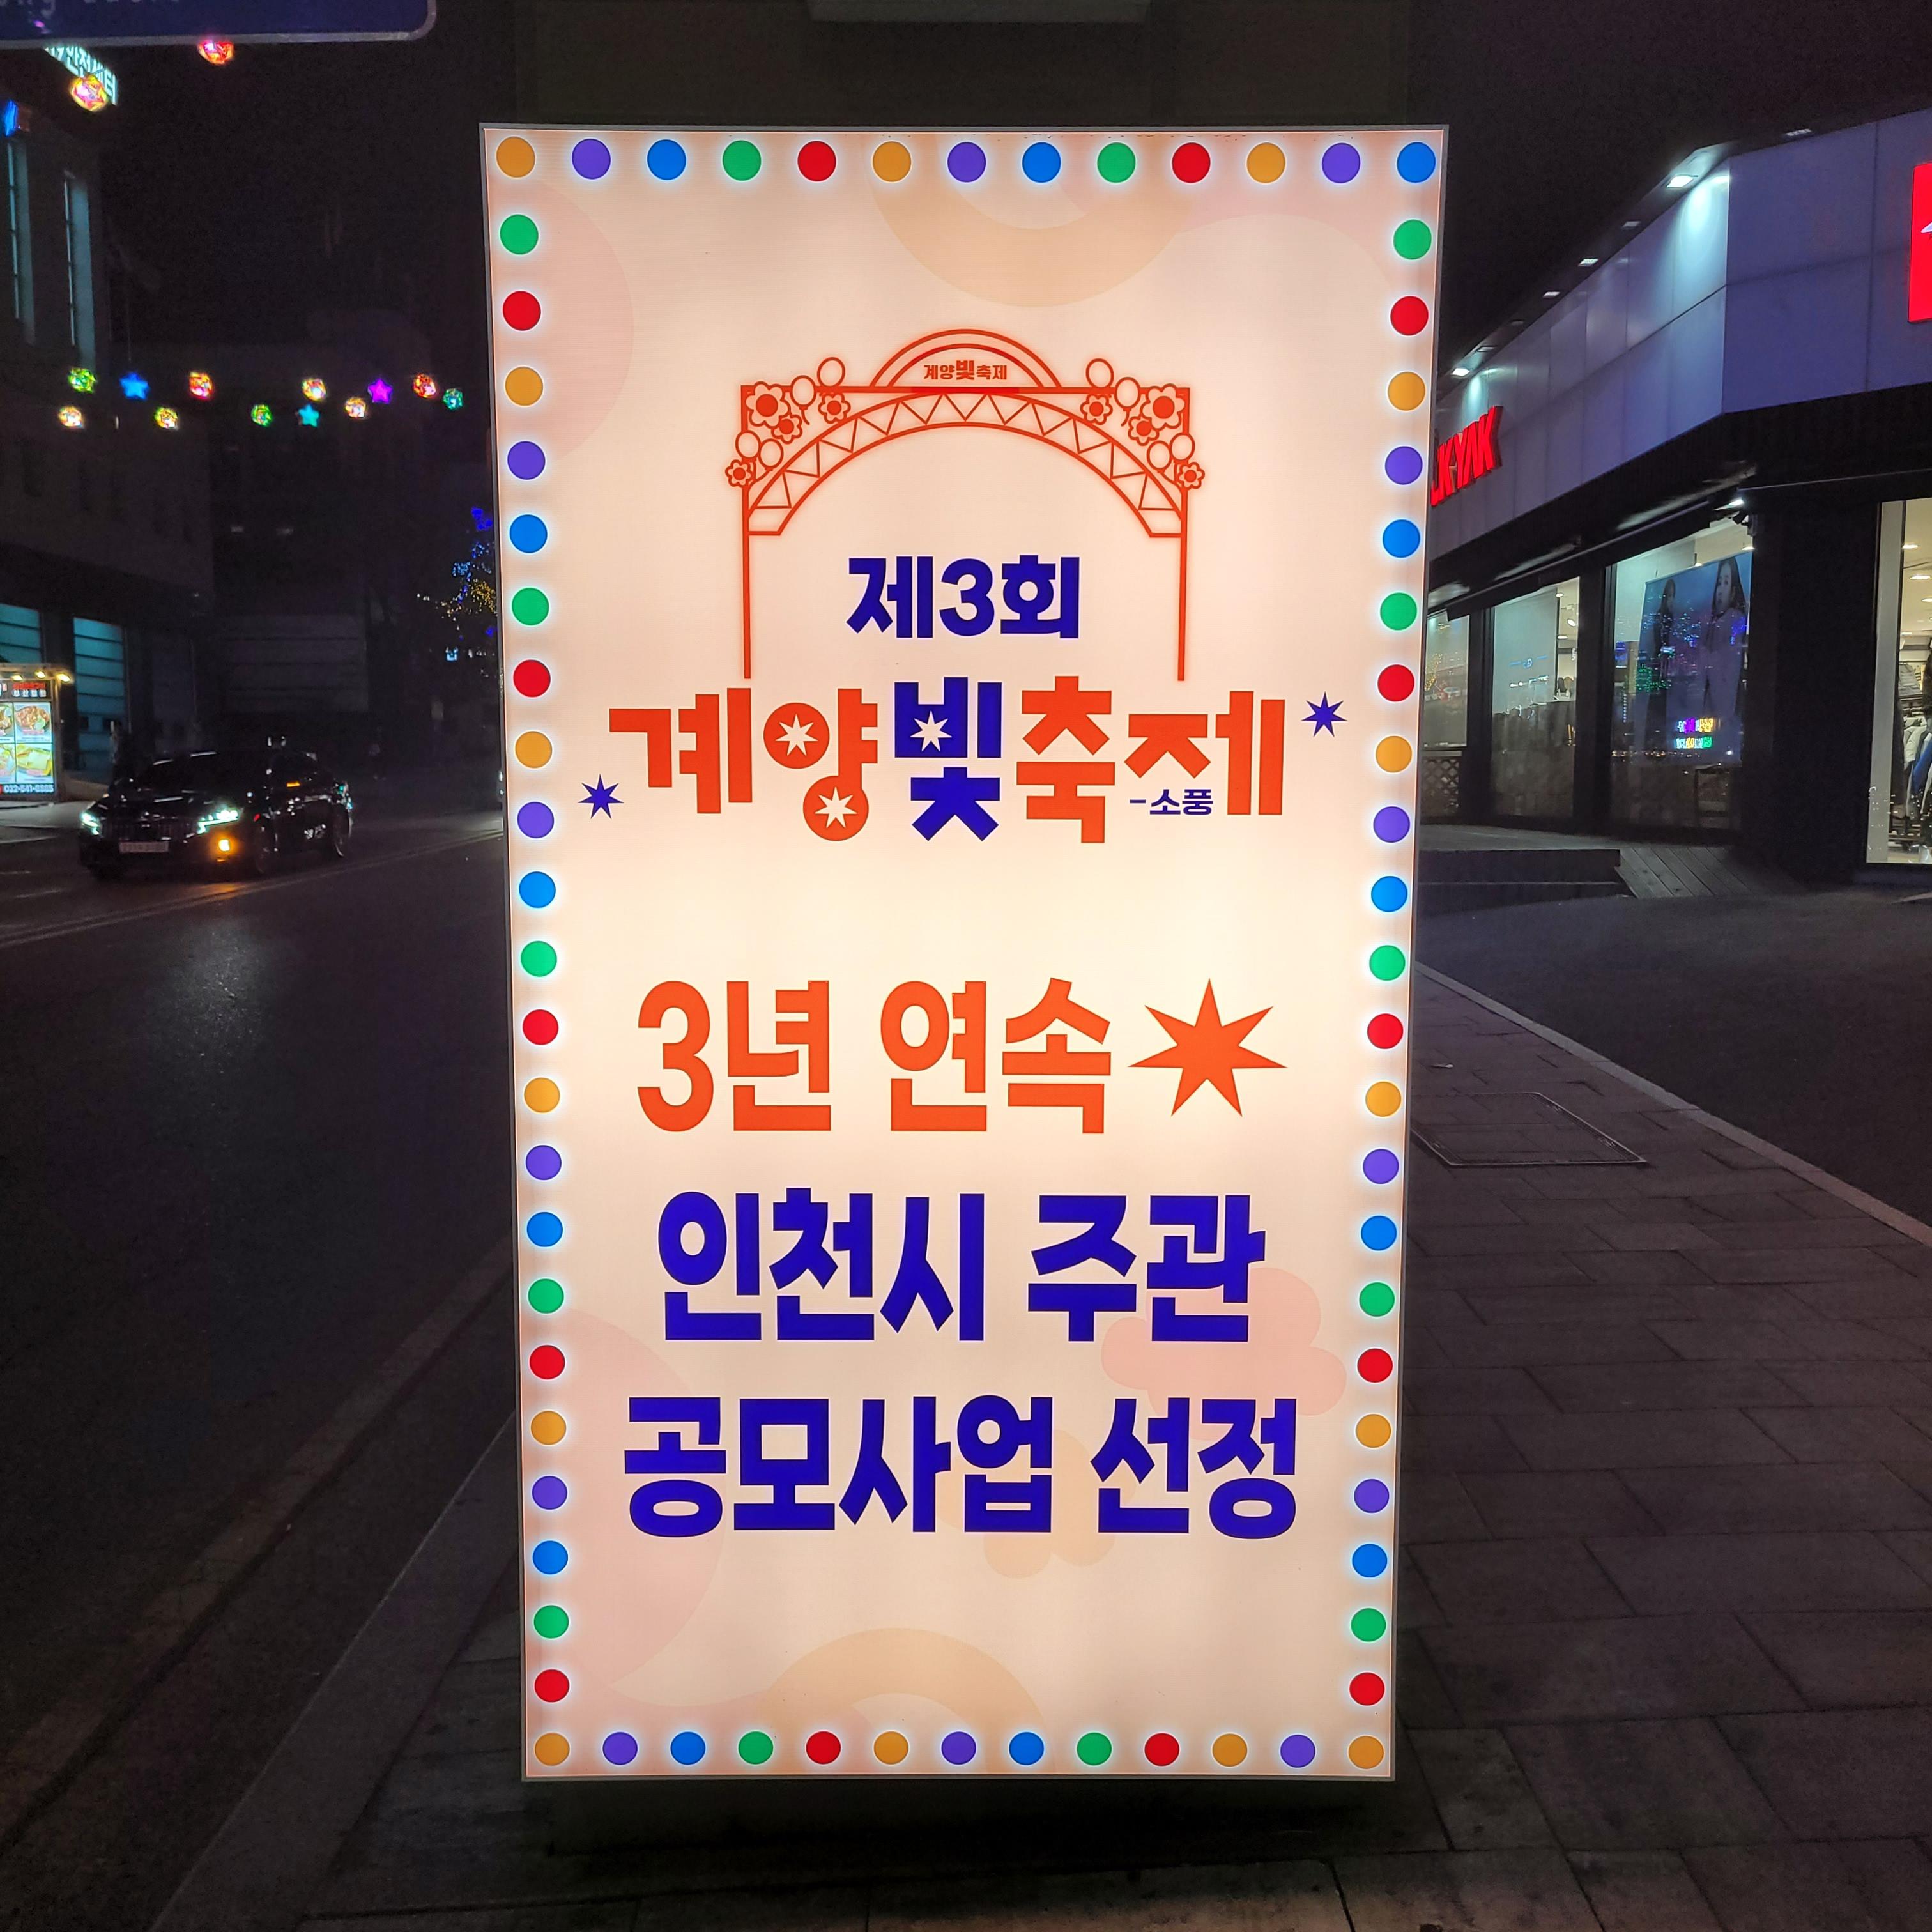 계양빛축제
제3회
계양빛축제
-소풍
3년 연속
인천시 주관
공모사업 선정